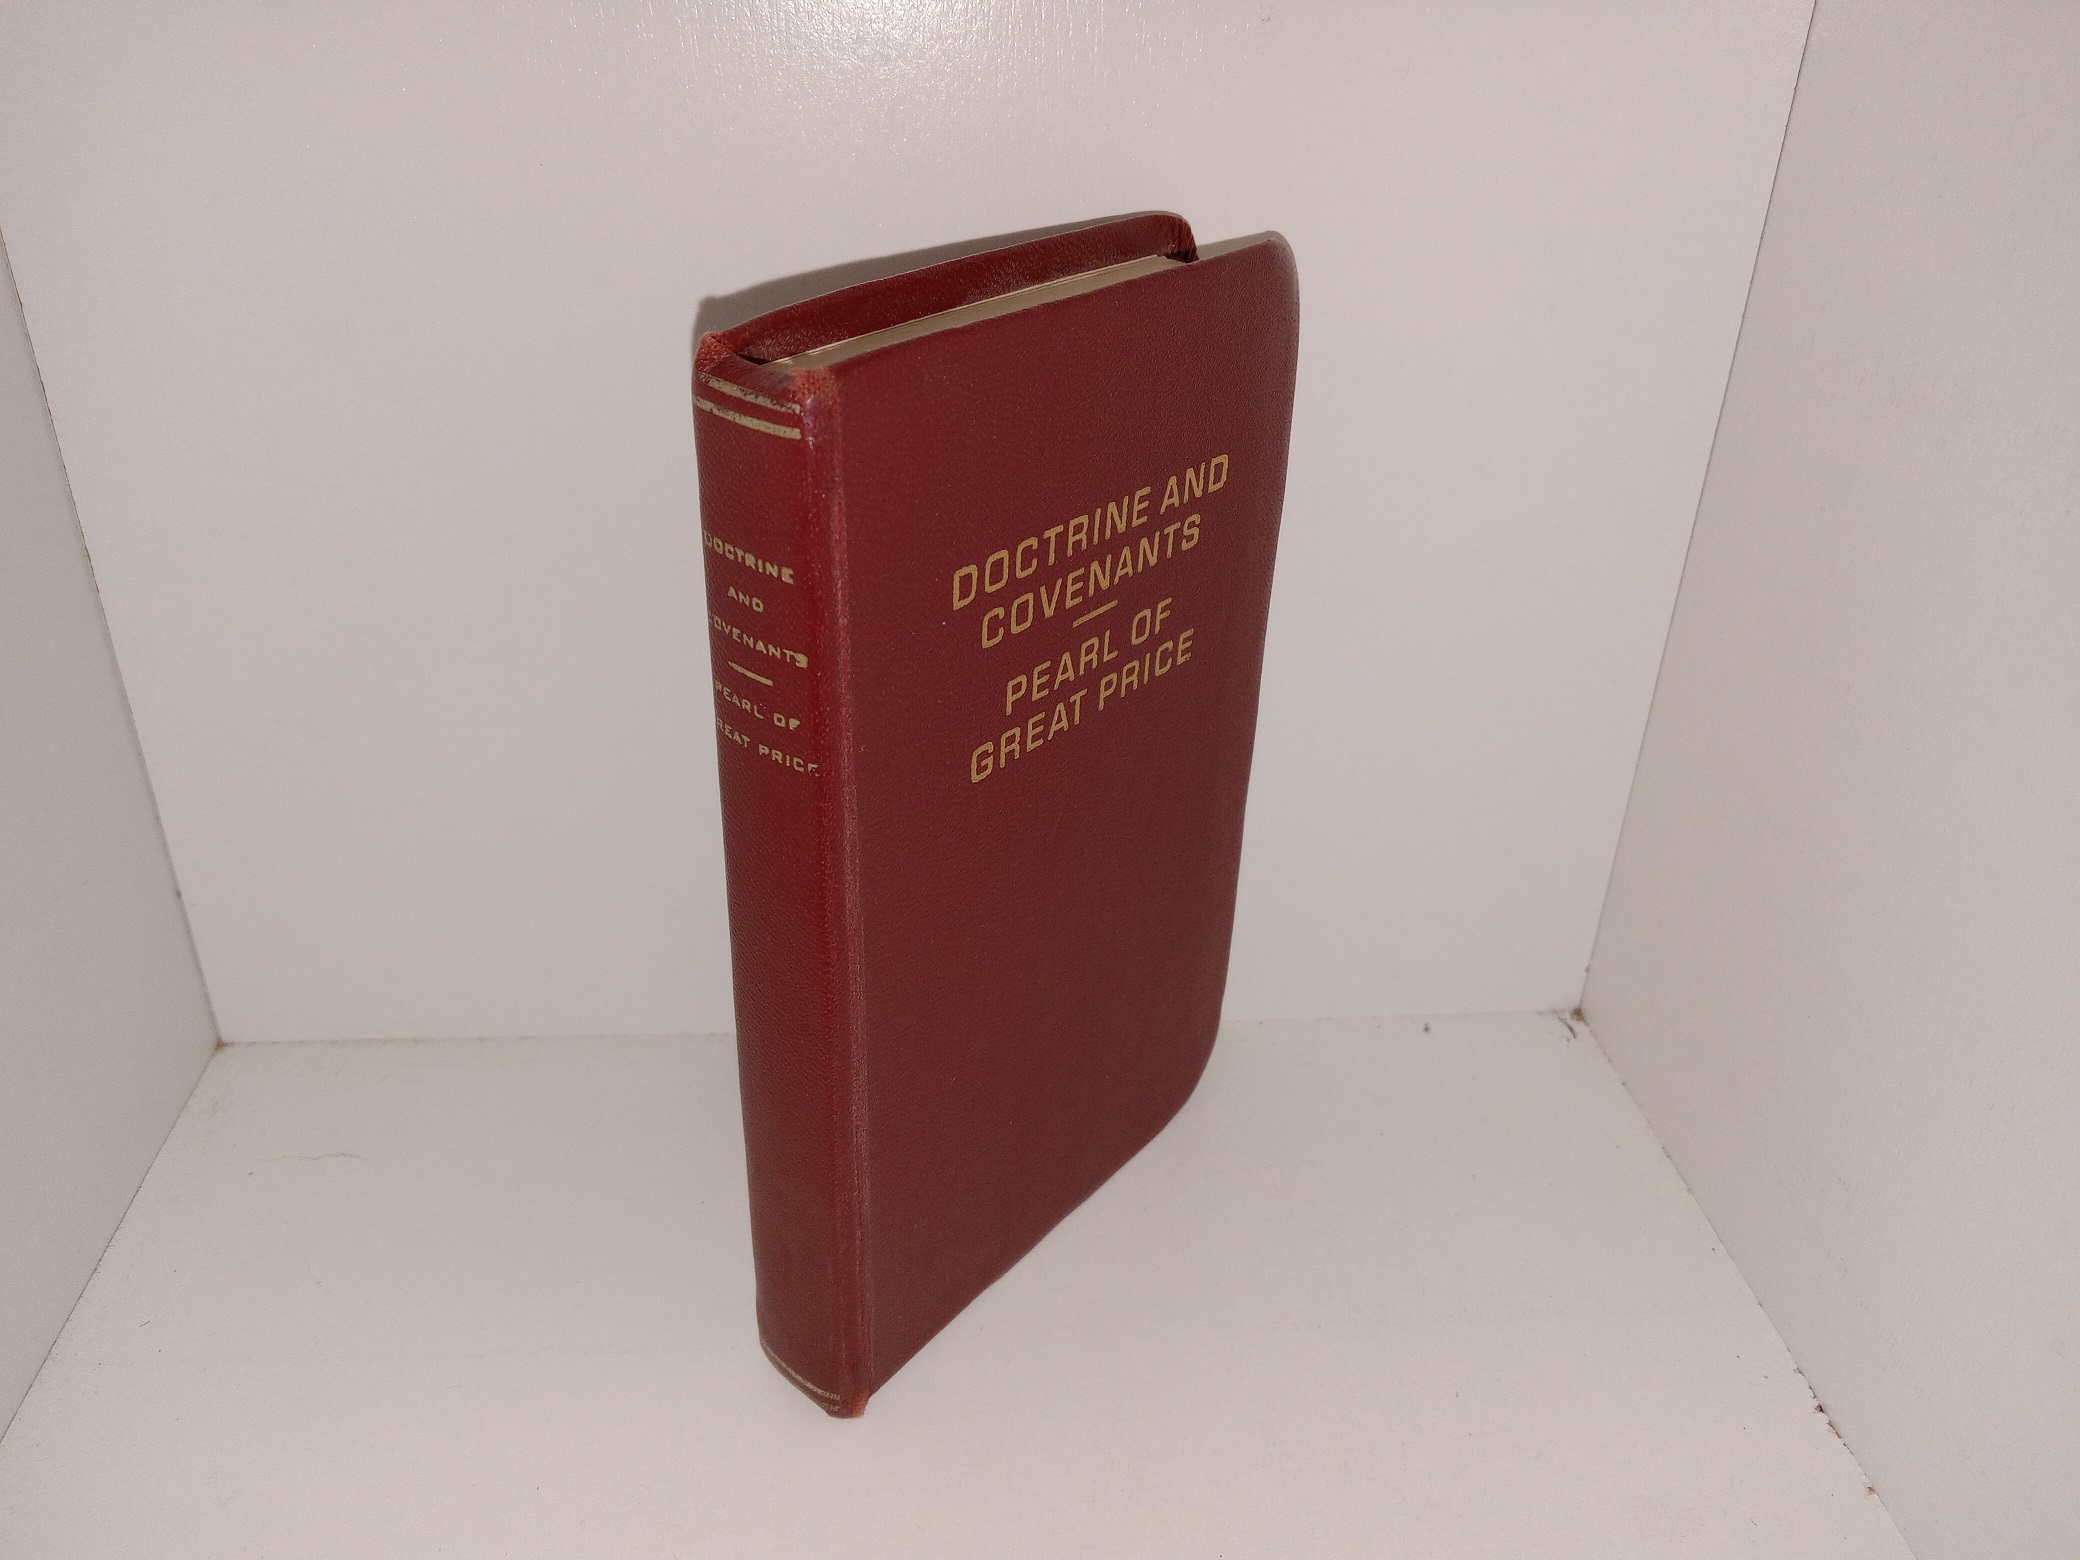 DOCTRINE
AND
COVENANTS
PEARL OF
GREAT PRICE
DOCTRINE AND
COVENANTS
PEARL OF
GREAT PRICE